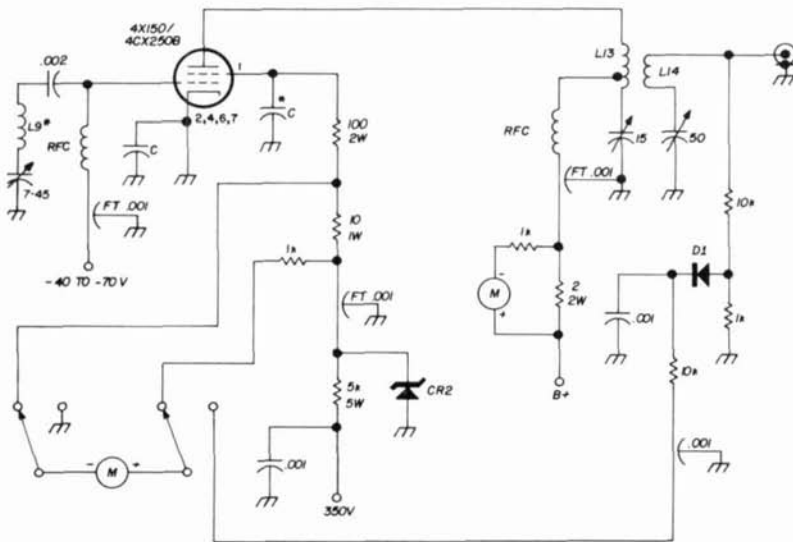 4X150/
4CX250B
.002
1
L9*
RFC
7-45
C
2,4,6,7
*
C
100
2W
FT .001
-40 TO -70V
10
1W
1k
FT .001
5k
5W
CR2
.001
350V
- M +
L13
L14
RFC
15
50
FT .001
1k
-
M
+
2
2W
B+
10k
D1
.001
1k
10k
.001